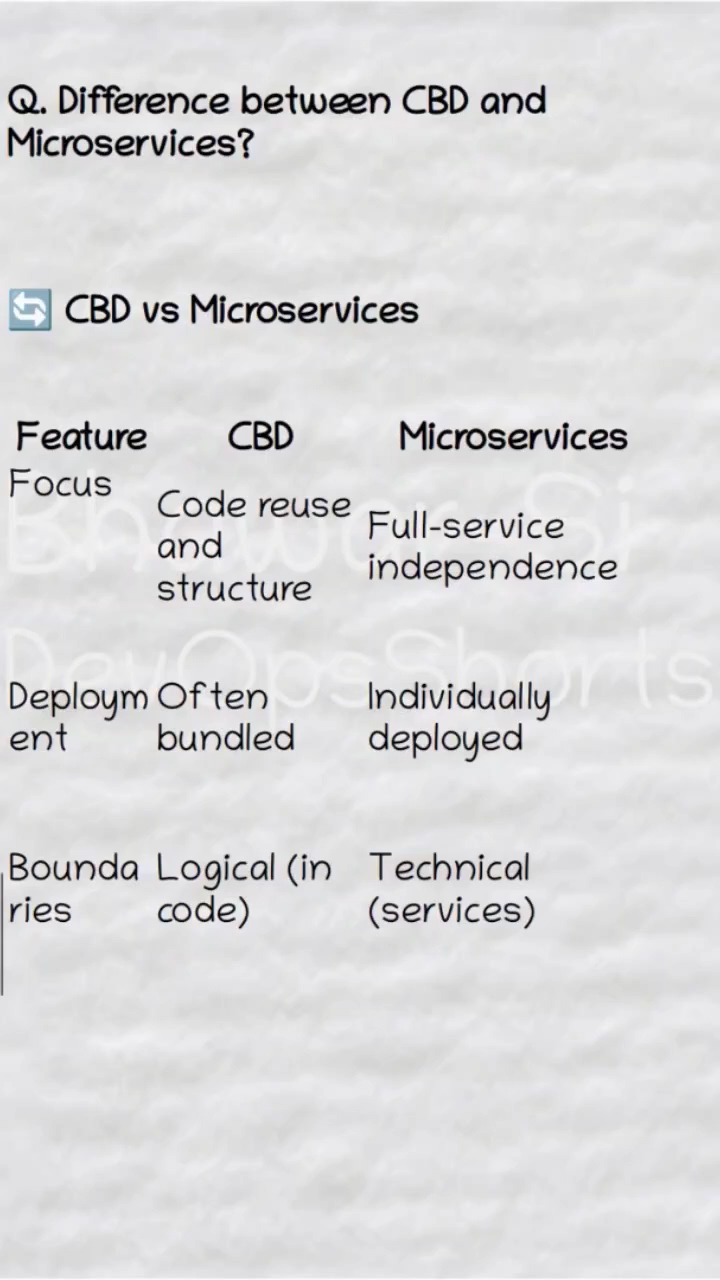 Q. Difference between CBD and
Microservices?
🔄 CBD vs Microservices
Feature CBD Microservices
Focus
Code reuse
and
structure
Full-service
independence
Deploym
ent
Often
bundled
Individually
deployed
Bounda
ries
Logical (in
code)
Technical
(services)
DevOpsShorts